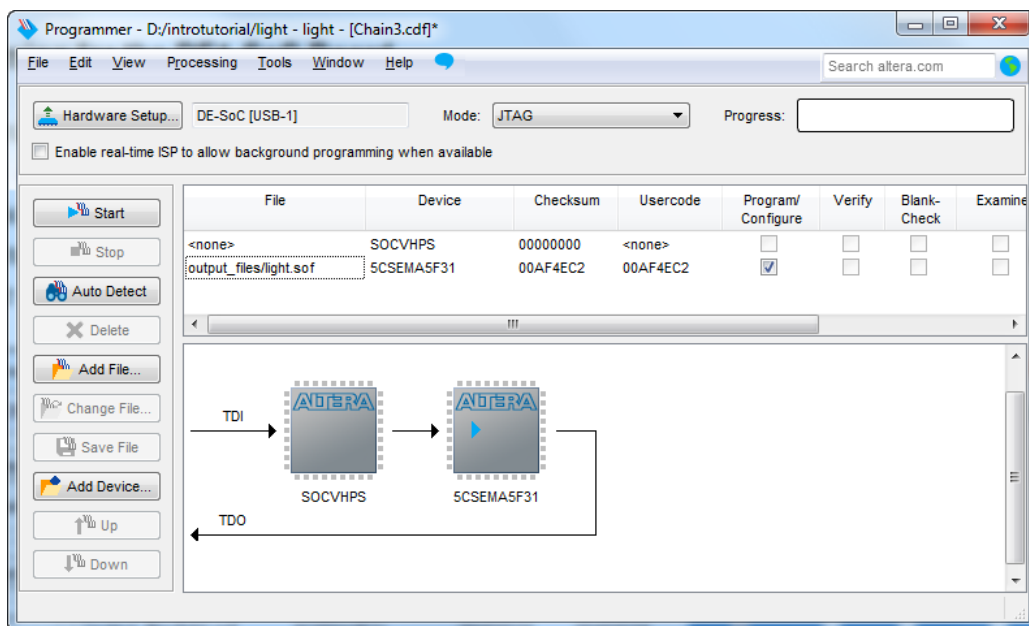 Programmer - D:/introtutorial/light - light - [Chain3.cdf]*
File Edit View Processing Tools Window Help
Search altera.com
Hardware Setup... DE-SoC [USB-1] Mode: JTAG Progress:
Enable real-time ISP to allow background programming when available
File Device Checksum Usercode Program/ Configure Verify Blank- Check Examine
<none> SOCVHPS 00000000 <none>
output_files/light.sof 5CSEMA5F31 00AF4EC2 00AF4EC2
Start
Stop
Auto Detect
Delete
Add File...
Change File...
Save File
Add Device...
Up
Down
TDI
ALTERA ALTERA
SOCVHPS 5CSEMA5F31
TDO